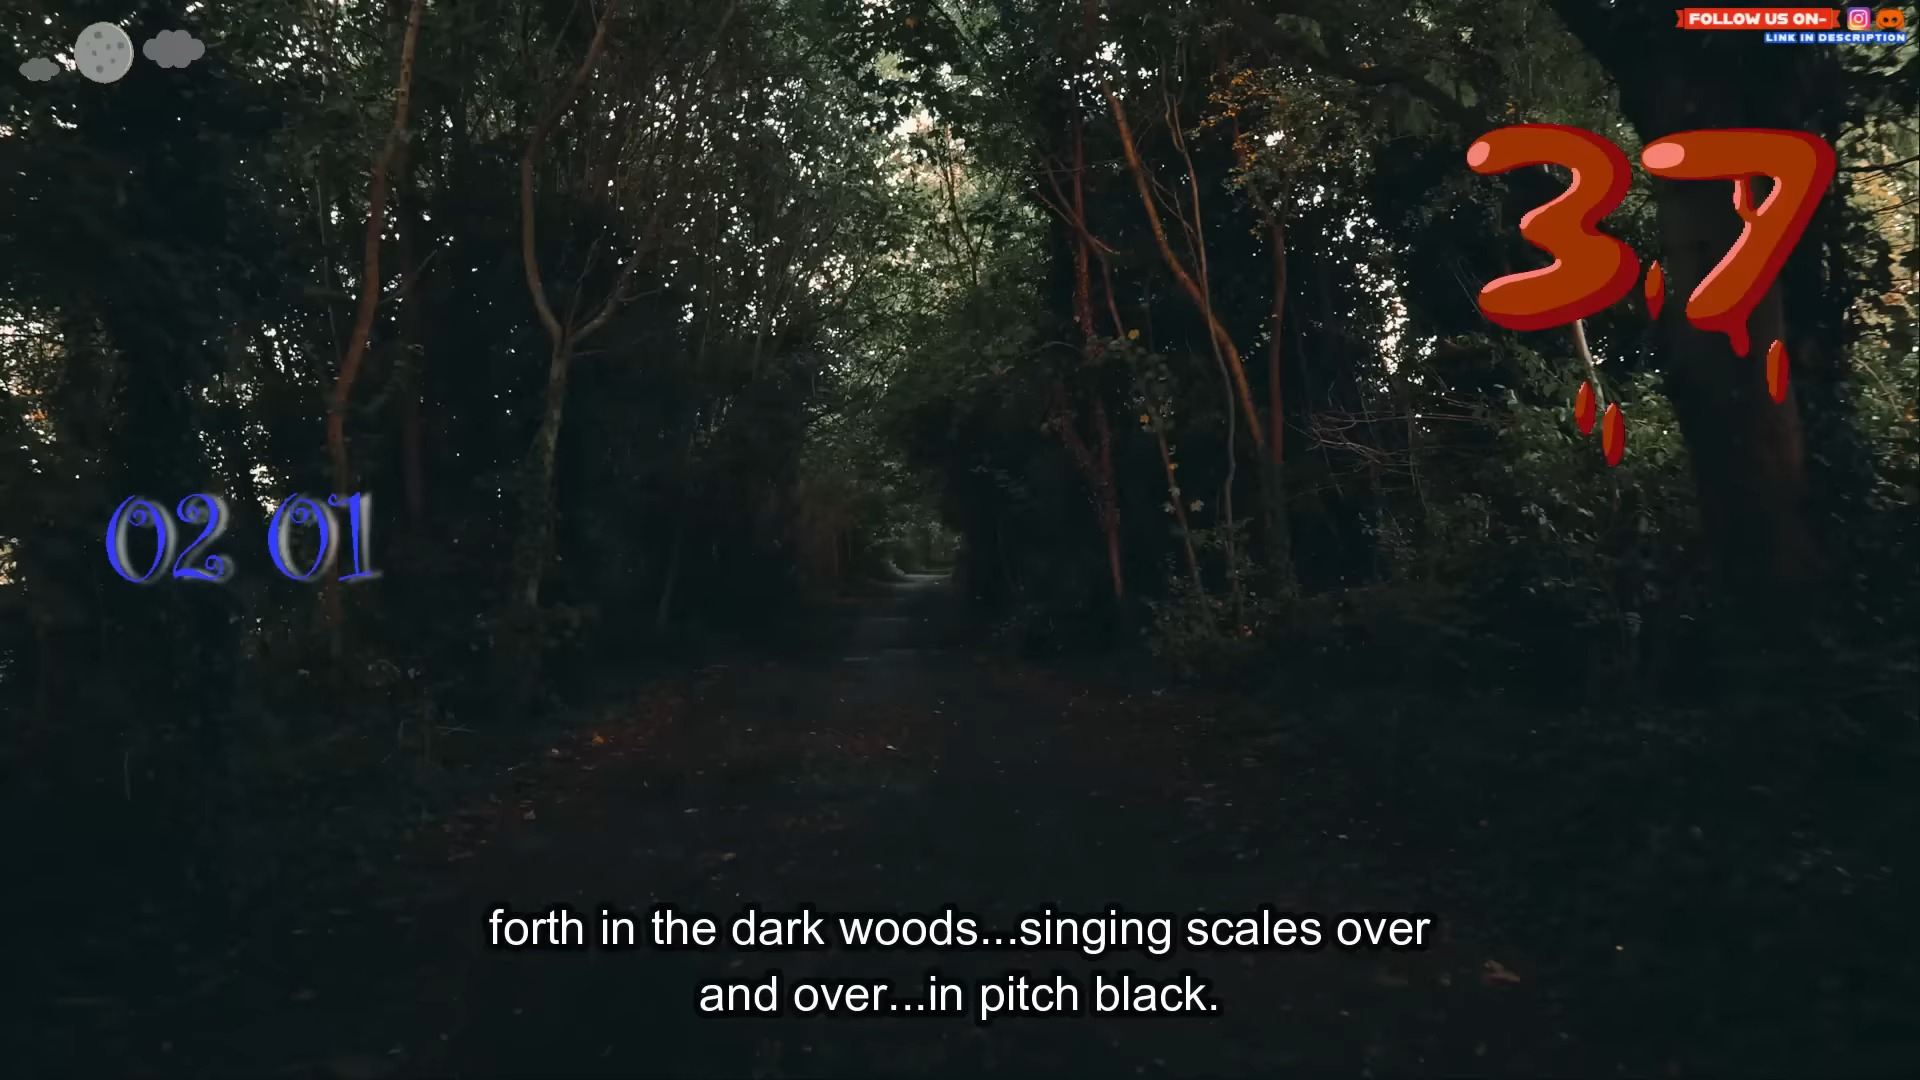 FOLLOW US ON-
LINK IN DESCRIPTION
37
02 01
forth in the dark woods...singing scales over
and over...in pitch black.